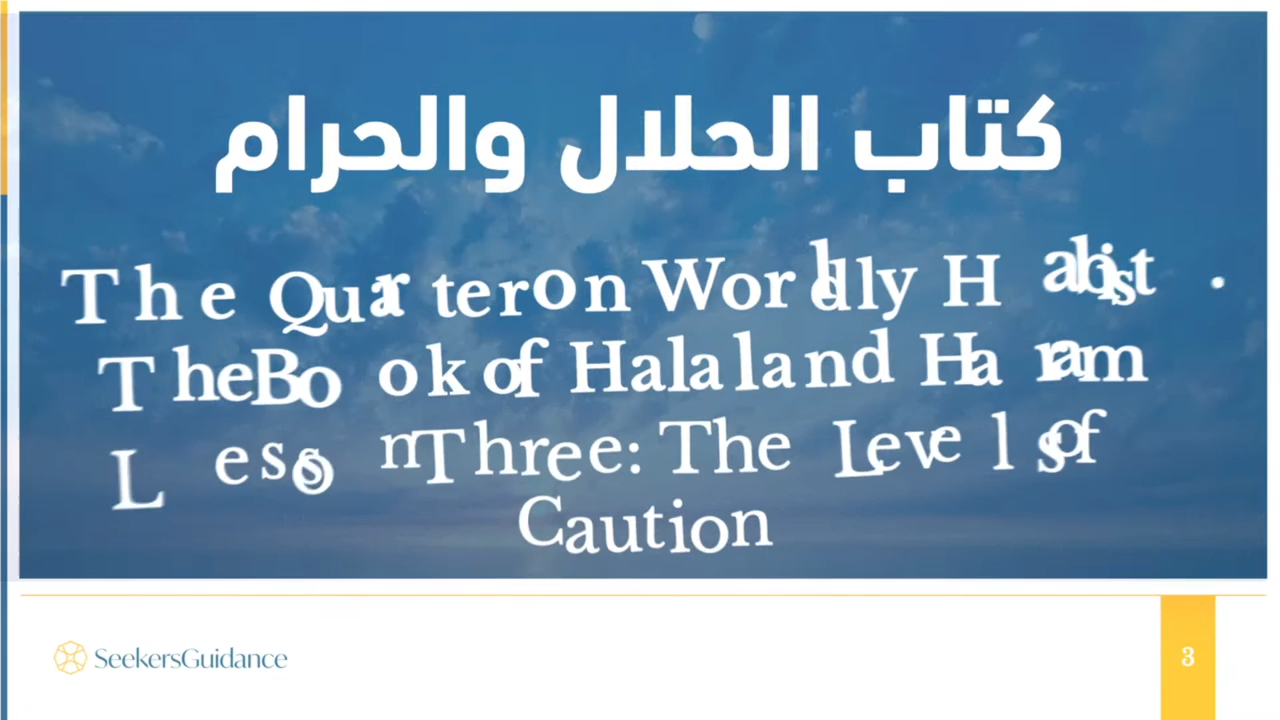 كتاب الحلال والحرام
The Quarter on Worldly Habits.
The Book of Halal and Haram
Lesson Three: The Levels of
Caution
SeekersGuidance
3